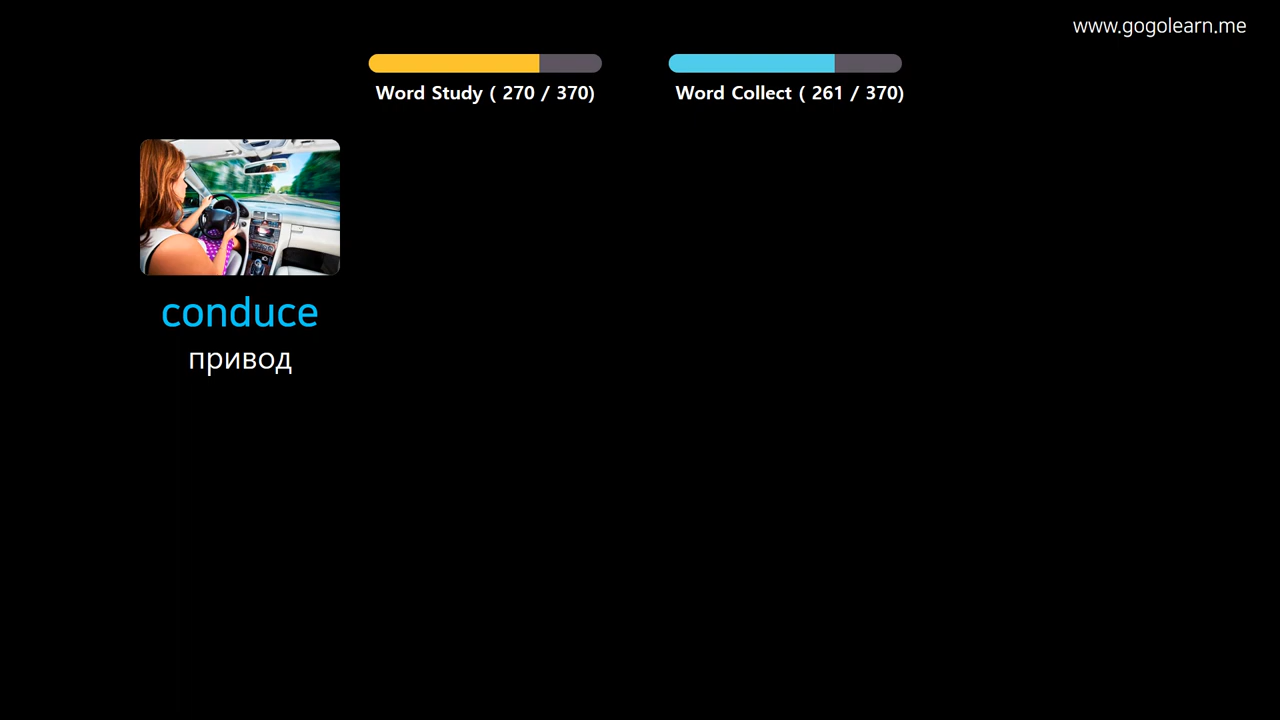 www.gogolearn.me
Word Study ( 270 / 370)
Word Collect ( 261 / 370)
conduce
привод